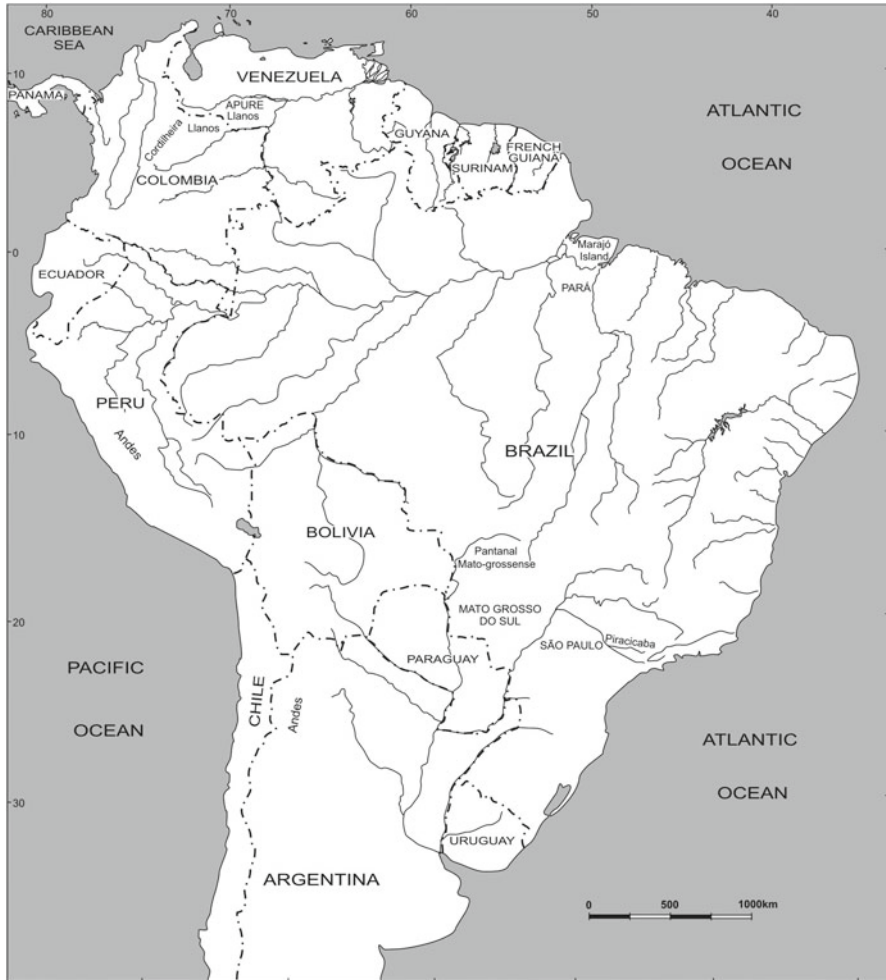 80
70
60
50
40
CARIBBEAN
SEA
10
PANAMA
VENEZUELA
APURE
Llanos
Llanos
Cordilheira
COLOMBIA
GUYANA
SURINAM
FRENCH
GUIANA
ATLANTIC
OCEAN
0
ECUADOR
Marajó
Island
PARÁ
PERU
Andes
10
BRAZIL
BOLIVIA
Pantanal
Mato-grossense
MATO GROSSO
DO SUL
20
SÃO PAULO
Piracicaba
PARAGUAY
PACIFIC
OCEAN
CHILE
Andes
ATLANTIC
OCEAN
30
URUGUAY
ARGENTINA
0
500
1000km